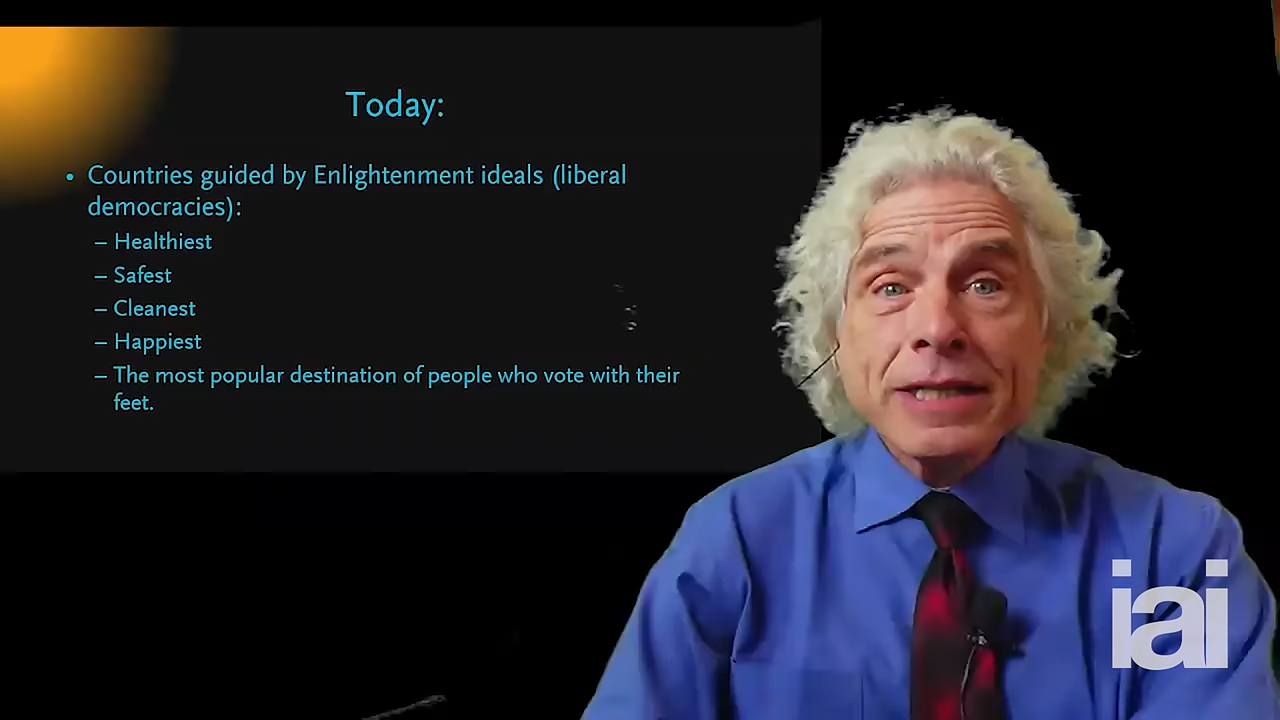 Today:
• Countries guided by Enlightenment ideals (liberal
democracies):
– Healthiest
– Safest
– Cleanest
– Happiest
– The most popular destination of people who vote with their
feet.
iai